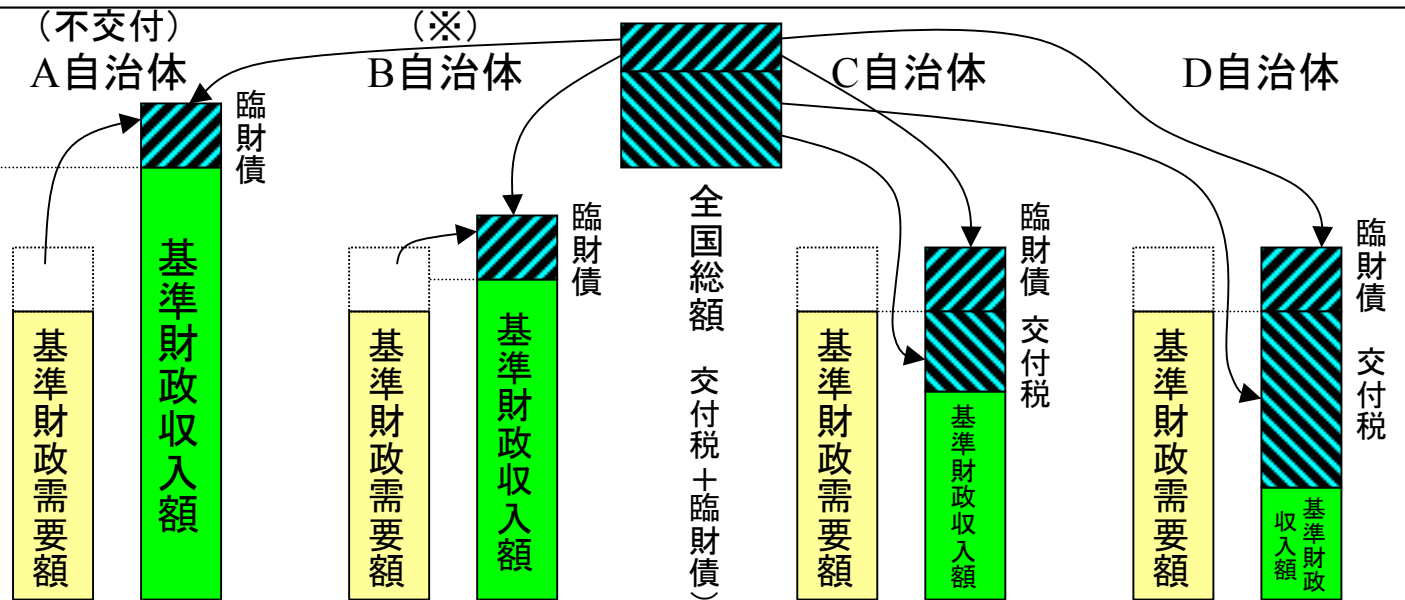 （不交付）
A自治体
臨財債
基準財政需要額
基準財政収入額
（※）
B自治体
臨財債
基準財政需要額
基準財政収入額
全国総額　交付税＋臨財債）
C自治体
臨財債　交付税
基準財政需要額
基準財政収入額
D自治体
臨財債　交付税
基準財政需要額
基準財政
収入額